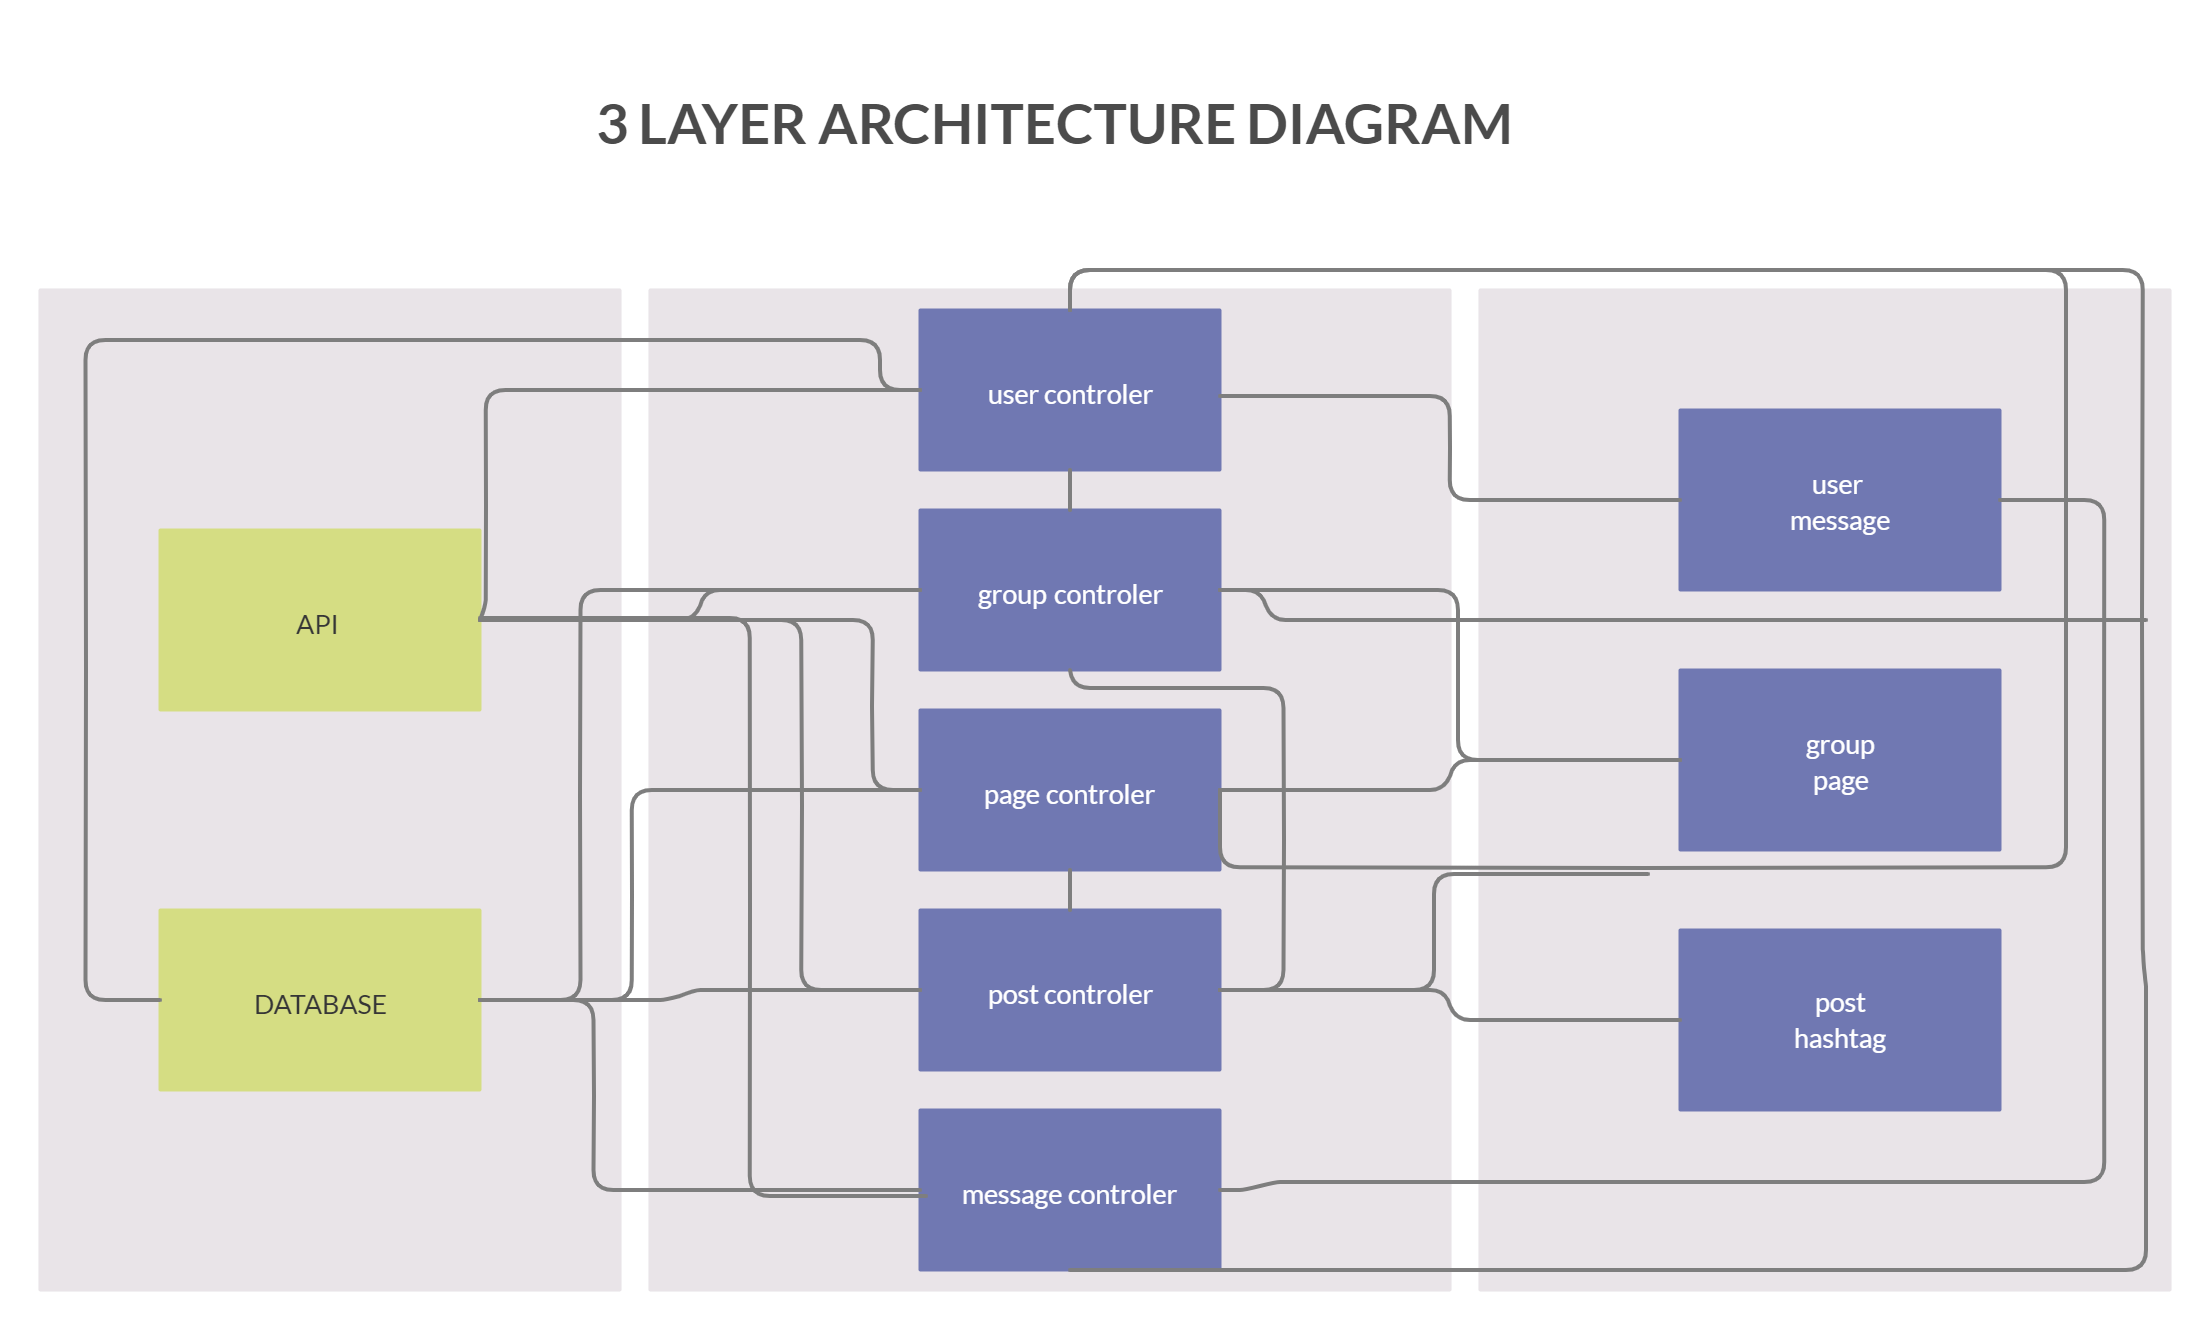 3 LAYER ARCHITECTURE DIAGRAM
API
DATABASE
user controler
group controler
page controler
post controler
message controler
user
message
group
page
post
hashtag